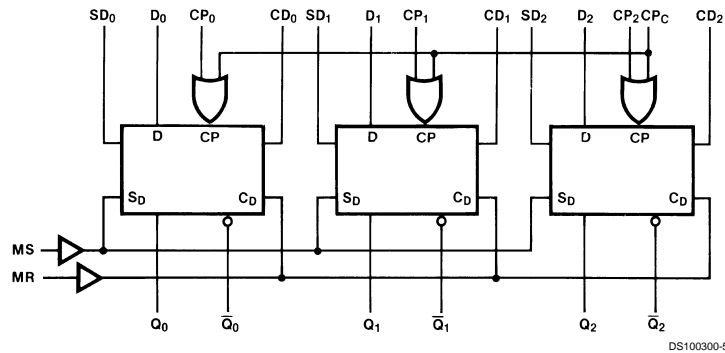 SD0 D0 CP0 CD0 SD1 D1 CP1 CD1 SD2 D2 CP2 CPC CD2
D CP D CP D CP
SD CD SD CD SD CD
MS
MR
Q0 Q̅0 Q1 Q̅1 Q2 Q̅2
DS100300-5